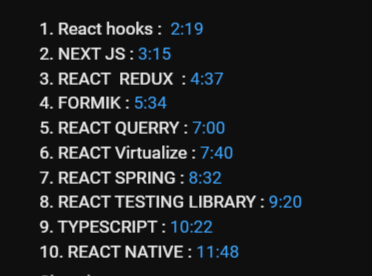 1. React hooks : 2:19
2. NEXT JS : 3:15
3. REACT REDUX : 4:37
4. FORMIK : 5:34
5. REACT QUERRY : 7:00
6. REACT Virtualize : 7:40
7. REACT SPRING : 8:32
8. REACT TESTING LIBRARY : 9:20
9. TYPESCRIPT : 10:22
10. REACT NATIVE : 11:48